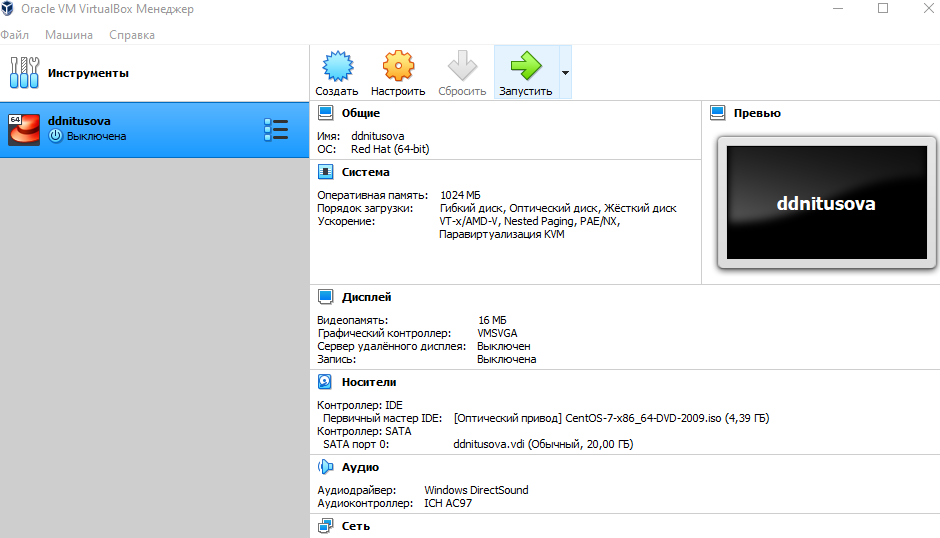 Oracle VM VirtualBox Менеджер
Файл Машина Справка
Инструменты
Создать Настроить Сбросить Запустить
64
ddnitusova
Выключена
Общие
Имя: ddnitusova
ОС: Red Hat (64-bit)
Превью
ddnitusova
Система
Оперативная память: 1024 МБ
Порядок загрузки: Гибкий диск, Оптический диск, Жёсткий диск
Ускорение: VT-x/AMD-V, Nested Paging, PAE/NX,
Паравиртуализация KVM
Дисплей
Видеопамять: 16 МБ
Графический контроллер: VMSVGA
Сервер удалённого дисплея: Выключен
Запись: Выключена
Носители
Контроллер: IDE
Первичный мастер IDE: [Оптический привод] CentOS-7-x86_64-DVD-2009.iso (4,39 ГБ)
Контроллер: SATA
SATA порт 0: ddnitusova.vdi (Обычный, 20,00 ГБ)
Аудио
Аудиодрайвер: Windows DirectSound
Аудиоконтроллер: ICH AC97
Сеть